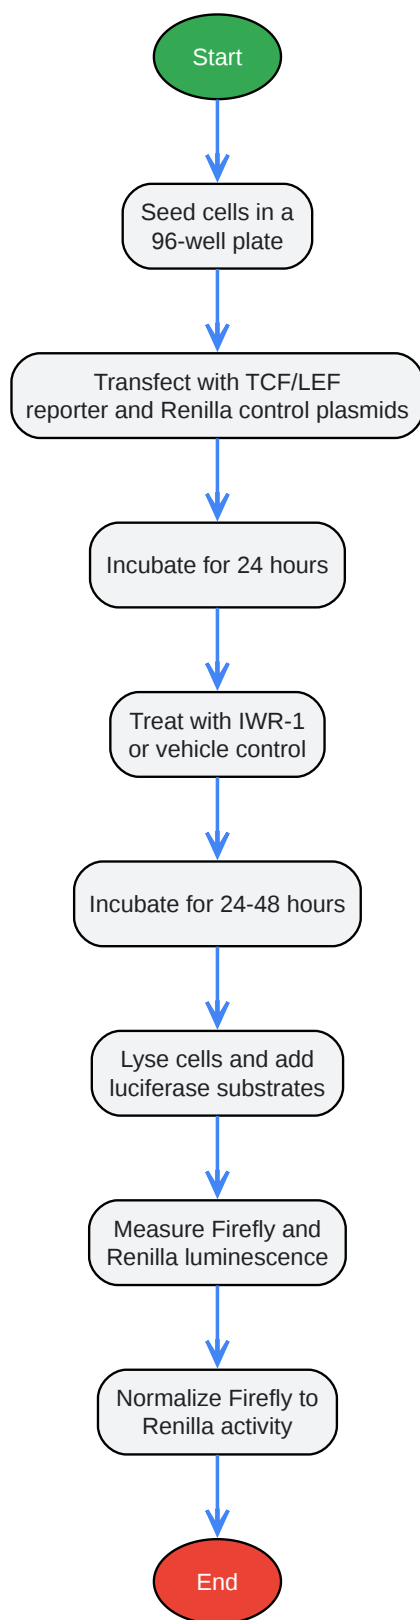 Start
Seed cells in a
96-well plate
Transfect with TCF/LEF
reporter and Renilla control plasmids
Incubate for 24 hours
Treat with IWR-1
or vehicle control
Incubate for 24-48 hours
Lyse cells and add
luciferase substrates
Measure Firefly and
Renilla luminescence
Normalize Firefly to
Renilla activity
End